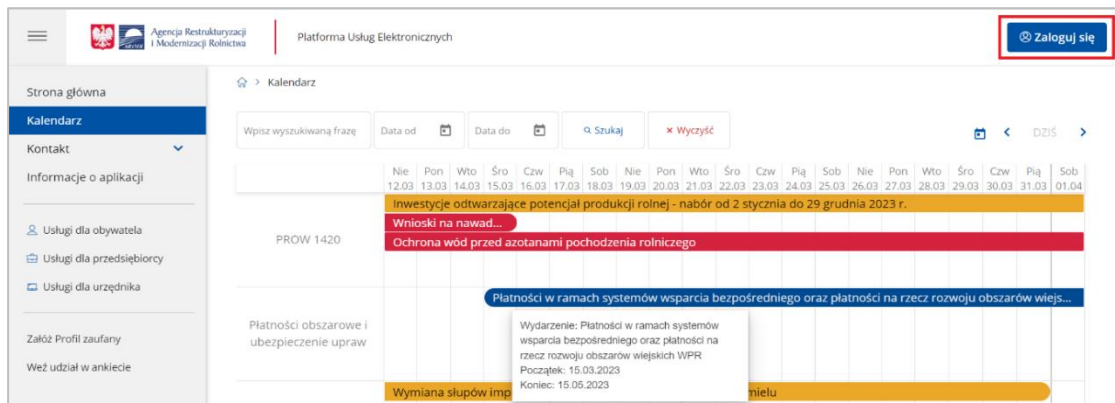 Agencja Restrukturyzacji
i Modernizacji Rolnictwa
Platforma Usług Elektronicznych
Zaloguj się
Strona główna
Kalendarz
Kontakt
Informacje o aplikacji
Usługi dla obywatela
Usługi dla przedsiębiorcy
Usługi dla urzędnika
Załóż Profil zaufany
Weź udział w ankiecie
> Kalendarz
Wpisz wyszukiwaną frazę Data od Data do Szukaj × Wyczyść DZIŚ
Nie Pon Wto Śro Czw Pią Sob Nie Pon Wto Śro Czw Pią Sob Nie Pon Wto Śro Czw Pią Sob
12.03 13.03 14.03 15.03 16.03 17.03 18.03 19.03 20.03 21.03 22.03 23.03 24.03 25.03 26.03 27.03 28.03 29.03 30.03 31.03 01.04
PROW 1420
Inwestycje odtwarzające potencjał produkcji rolnej - nabór od 2 stycznia do 29 grudnia 2023 r.
Wnioski na nawad...
Ochrona wód przed azotanami pochodzenia rolniczego
Płatności obszarowe i
ubezpieczenie upraw
Płatności w ramach systemów wsparcia bezpośredniego oraz płatności na rzecz rozwoju obszarów wiejs...
Wydarzenie: Płatności w ramach systemów
wsparcia bezpośredniego oraz płatności na
rzecz rozwoju obszarów wiejskich WPR
Początek: 15.03.2023
Koniec: 15.05.2023
Wymiana słupów imp